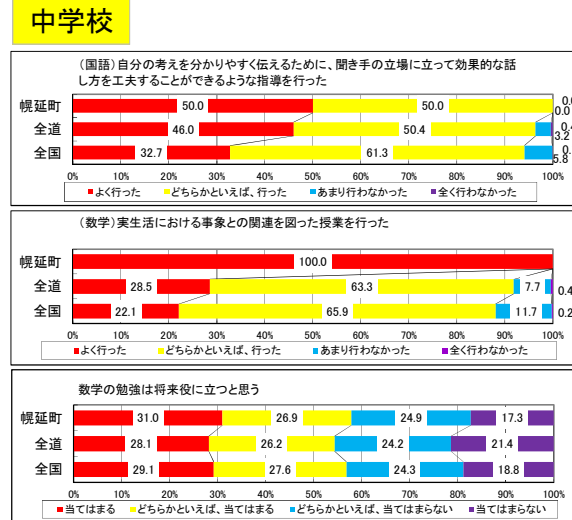 中学校
（国語）自分の考えを分かりやすく伝えるために、聞き手の立場に立って効果的な話
し方を工夫することができるような指導を行った
幌延町 50.0 50.0 0.0
全道 46.0 50.4 3.2
全国 32.7 61.3 5.8
0% 10% 20% 30% 40% 50% 60% 70% 80% 90% 100%
■よく行った ■どちらかといえば、行った ■あまり行わなかった ■全く行わなかった
（数学）実生活における事象との関連を図った授業を行った
幌延町 100.0
全道 28.5 63.3 7.7 0.4
全国 22.1 65.9 11.7 0.2
0% 10% 20% 30% 40% 50% 60% 70% 80% 90% 100%
■よく行った ■どちらかといえば、行った ■あまり行わなかった ■全く行わなかった
数学の勉強は将来役に立つと思う
幌延町 31.0 26.9 24.9 17.3
全道 28.1 26.2 24.2 21.4
全国 29.1 27.6 24.3 18.8
0% 10% 20% 30% 40% 50% 60% 70% 80% 90% 100%
■当てはまる ■どちらかといえば、当てはまる ■どちらかといえば、当てはまらない ■当てはまらない